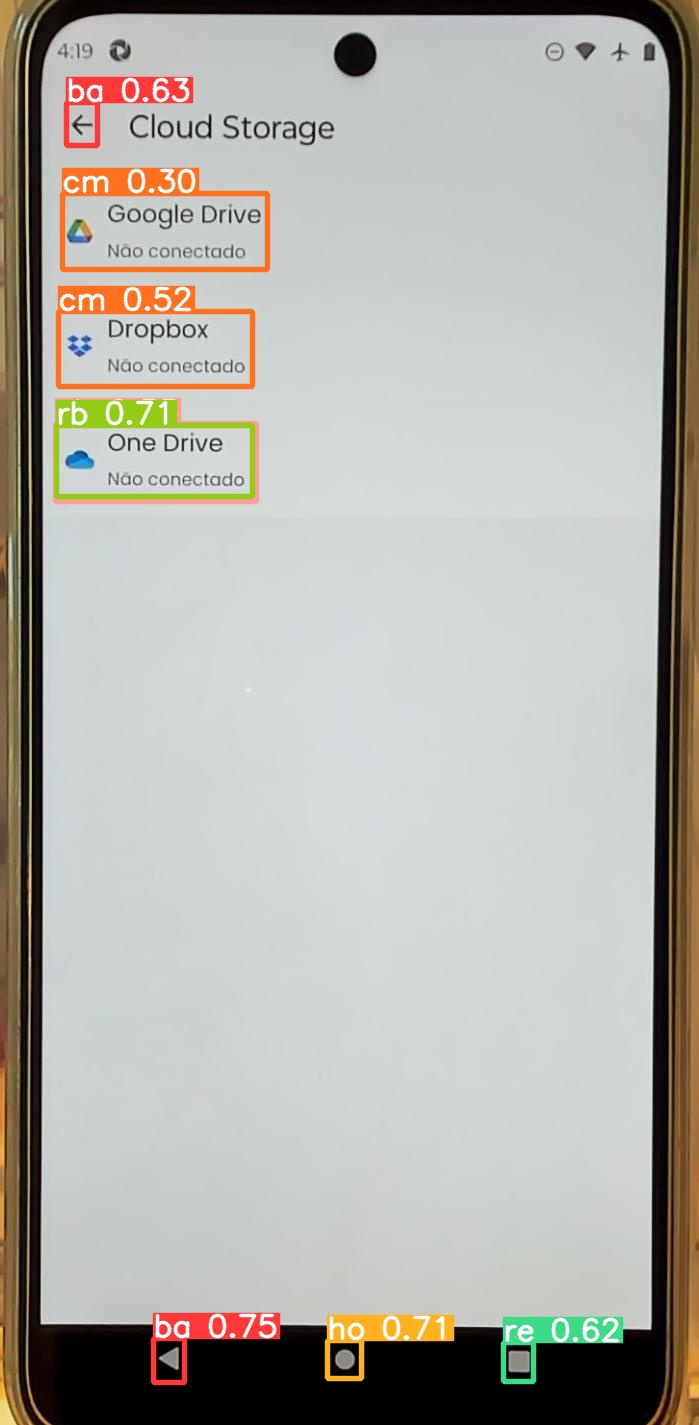 4:19
ba 0.63
Cloud Storage
cm 0.30
Google Drive
Não conectado
cm 0.52
Dropbox
Não conectado
rb 0.71
One Drive
Não conectado
ba 0.75
ho 0.71
re 0.62